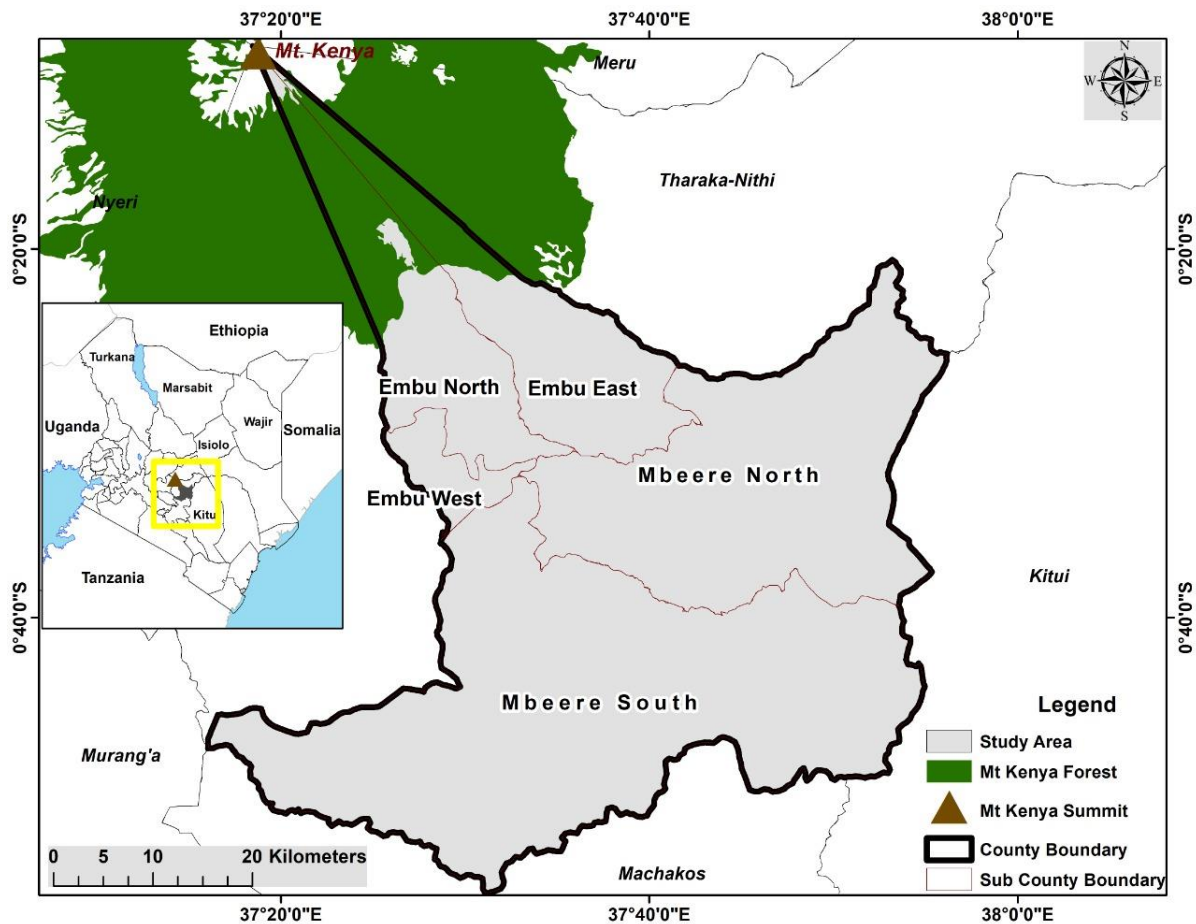 37°20'0"E
37°40'0"E
38°0'0"E
Mt. Kenya
Meru
N
W
E
S
Tharaka-Nithi
Nyeri
0°20'0"S
0°20'0"S
Ethiopia
Turkana
Marsabit
Wajir
Uganda
Somalia
Isiolo
Kitu
Tanzania
Embu North
Embu East
Mbeere North
Embu West
Kitui
0°40'0"S
0°40'0"S
Mbeere South
Murang'a
Machakos
Legend
Study Area
Mt Kenya Forest
Mt Kenya Summit
County Boundary
Sub County Boundary
0 5 10 20 Kilometers
37°20'0"E
37°40'0"E
38°0'0"E